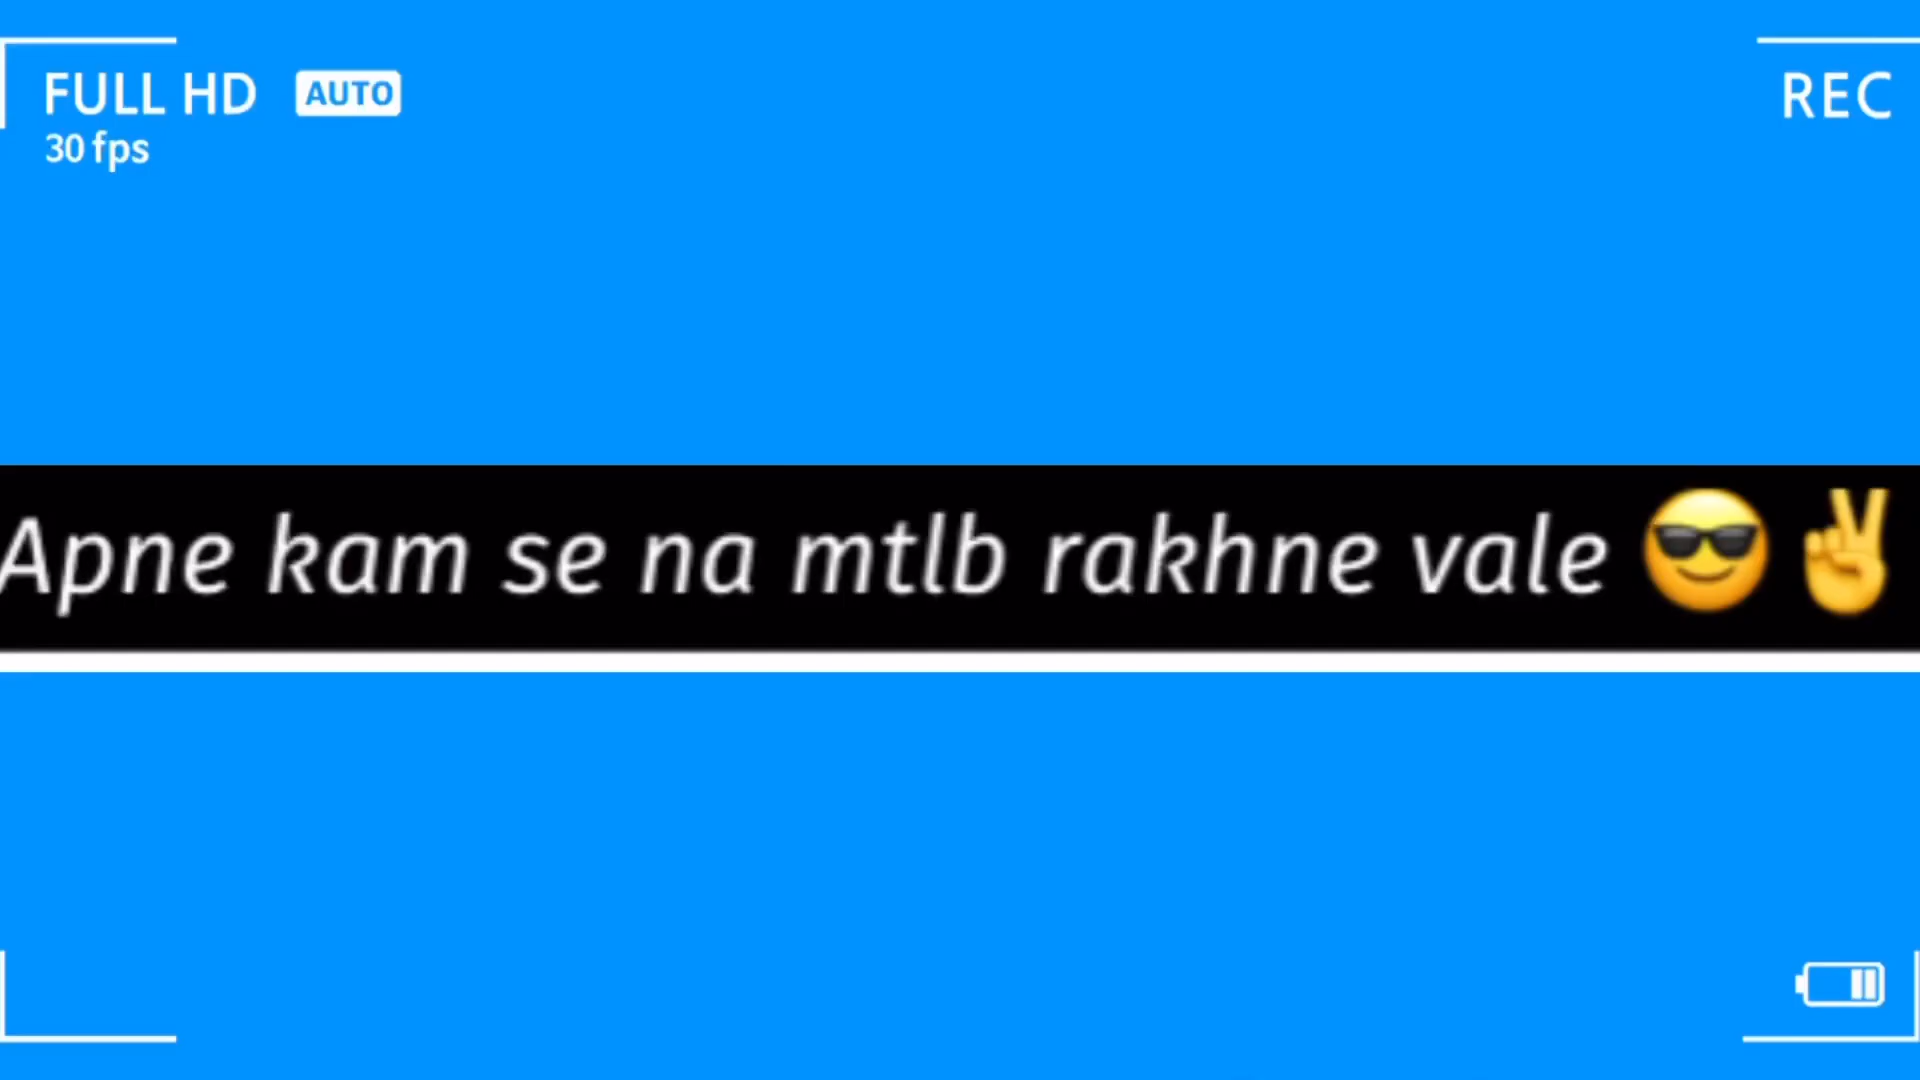 FULL HD AUTO
REC
30 fps
Apne kam se na mtlb rakhne vale 😎✌️